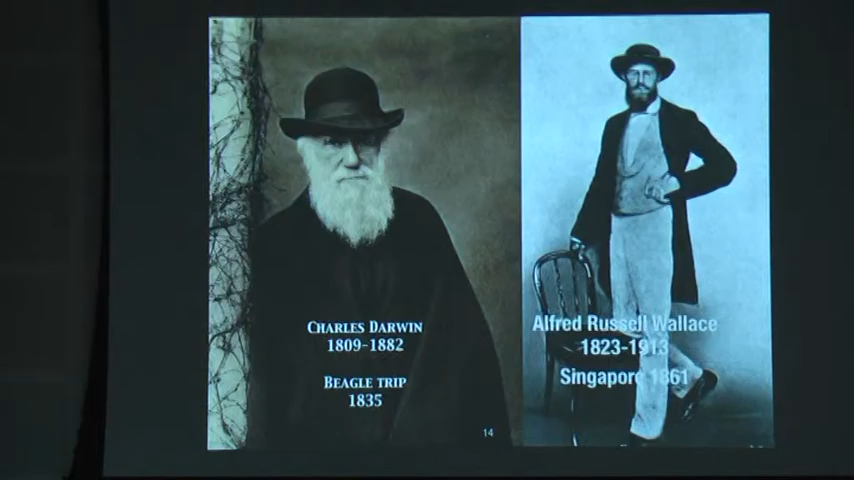 CHARLES DARWIN
1809-1882
BEAGLE TRIP
1835
14
Alfred Russell Wallace
1823-1913
Singapore 1861